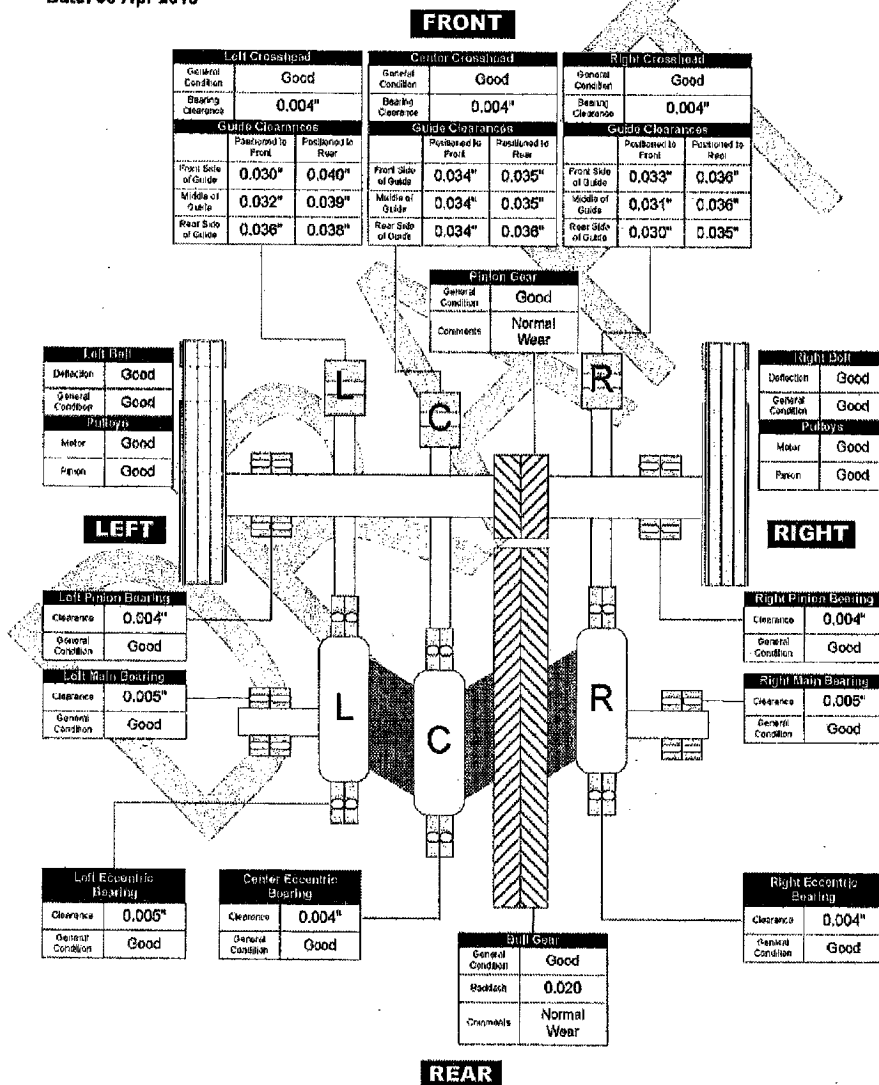 FRONT
Left Crosshead
General Condition Good
Bearing Clearance 0.004"
Guide Clearances
Positioned to Front Positioned to Rear
Front Side of Guide 0.030" 0.040"
Middle of Guide 0.032" 0.039"
Rear Side of Guide 0.036" 0.038"
Center Crosshead
General Condition Good
Bearing Clearance 0.004"
Guide Clearances
Positioned to Front Positioned to Rear
Front Side of Guide 0.034" 0.035"
Middle of Guide 0.034" 0.035"
Rear Side of Guide 0.034" 0.036"
Right Crosshead
General Condition Good
Bearing Clearance 0.004"
Guide Clearances
Positioned to Front Positioned to Rear
Front Side of Guide 0.033" 0.036"
Middle of Guide 0.031" 0.036"
Rear Side of Guide 0.030" 0.035"
Pinion Gear
General Condition Good
Comments Normal Wear
Left Belt
Deflection Good
General Condition Good
Pulleys
Motor Good
Pinion Good
L
C
R
Right Belt
Deflection Good
General Condition Good
Pulleys
Motor Good
Pinion Good
LEFT
RIGHT
Left Pinion Bearing
Clearance 0.004"
General Condition Good
Right Pinion Bearing
Clearance 0.004"
General Condition Good
Left Main Bearing
Clearance 0.005"
General Condition Good
Right Main Bearing
Clearance 0.005"
General Condition Good
L
C
R
Left Eccentric Bearing
Clearance 0.005"
General Condition Good
Center Eccentric Bearing
Clearance 0.004"
General Condition Good
Right Eccentric Bearing
Clearance 0.004"
General Condition Good
Bull Gear
General Condition Good
Backlash 0.020
Comments Normal Wear
REAR